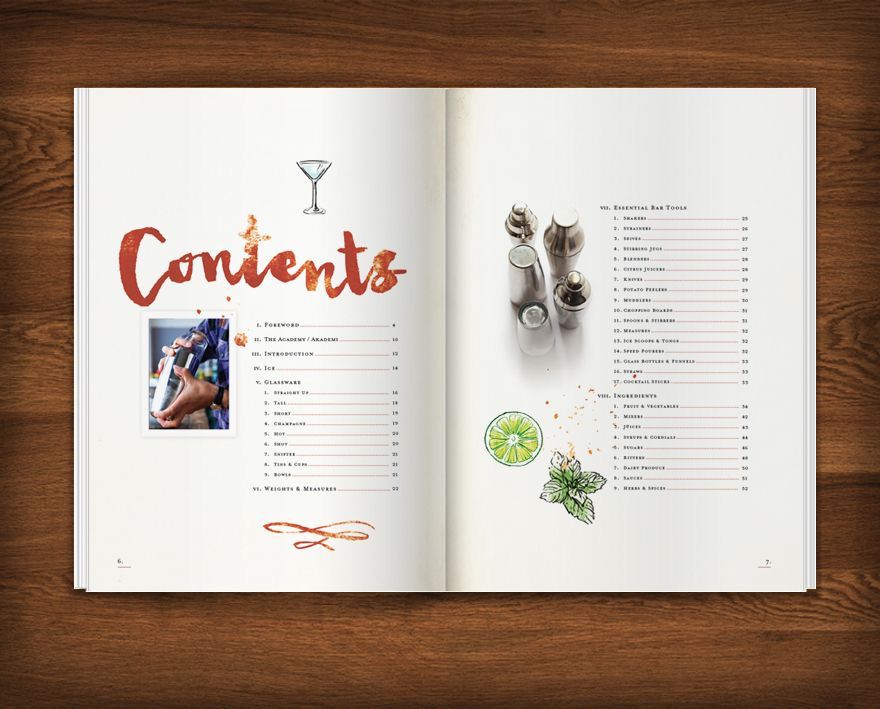 Contents
I. Foreword 4
II. The Academy / Akademi 10
III. Introduction 12
IV. Ice 14
V. Glassware
1. Straight Up 16
2. Tall 18
3. Short 19
4. Champagne 19
5. Hot 20
6. Shot 20
7. Snifter 21
8. Tins & Cups 21
9. Bowls 21
VI. Weights & Measures 22
6.
VII. Essential Bar Tools
1. Shakers 25
2. Strainers 26
3. Sieves 27
4. Stirring Jugs 27
5. Blenders 28
6. Citrus Juicers 28
7. Knives 29
8. Potato Peelers 29
9. Muddlers 30
10. Chopping Boards 31
11. Spoons & Stirrers 31
12. Measures 32
13. Ice Scoops & Tongs 32
14. Speed Pourers 32
15. Glass Bottles & Funnels 33
16. Straws 33
17. Cocktail Sticks 33
VIII. Ingredients
1. Fruit & Vegetables 34
2. Mixers 42
3. Juices 43
4. Syrups & Cordials 44
5. Sugars 46
6. Bitters 48
7. Dairy Produce 50
8. Sauces 51
9. Herbs & Spices 52
7.